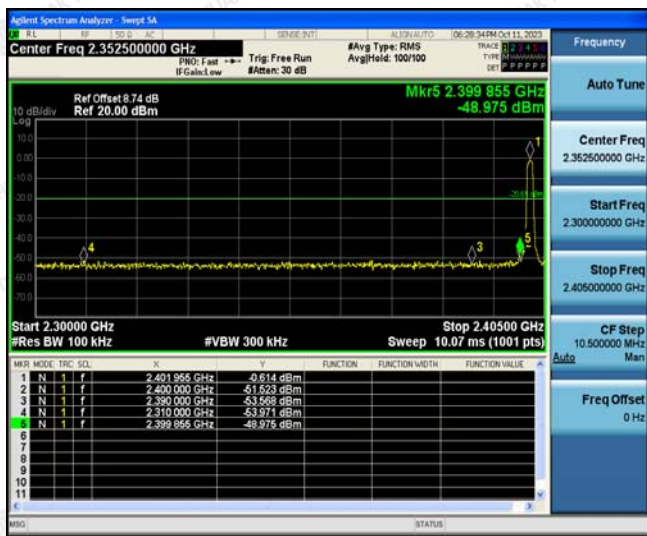 Agilent Spectrum Analyzer - Swept SA
RL RF 50 Ω AC SENSE:INT ALIGN AUTO 06:28:34 PM Oct 11, 2023
Center Freq 2.352500000 GHz
PNO: Fast
IFGain:Low
Trig: Free Run
#Atten: 30 dB
#Avg Type: RMS
Avg|Hold: 100/100
TRACE 1 2 3 4 5 6
TYPE
DET P P P P P P
Frequency
Auto Tune
Center Freq
2.352500000 GHz
Start Freq
2.300000000 GHz
Stop Freq
2.405000000 GHz
CF Step
10.500000 MHz
Auto Man
Freq Offset
0 Hz
Mkr5 2.399 855 GHz
-48.975 dBm
Ref Offset 8.74 dB
Ref 20.00 dBm
10 dB/div
Log
10.0
0.00
-10.0
-20.0
-30.0
-40.0
-50.0
-60.0
-70.0
1
4
3
5
Start 2.30000 GHz
Stop 2.40500 GHz
#Res BW 100 kHz
#VBW 300 kHz
Sweep 10.07 ms (1001 pts)
MKR MODE TRC SCL X Y FUNCTION FUNCTION WIDTH FUNCTION VALUE
1 N 1 f 2.401 955 GHz -0.614 dBm
2 N 1 f 2.400 000 GHz -51.523 dBm
3 N 1 f 2.390 000 GHz -53.568 dBm
4 N 1 f 2.310 000 GHz -53.971 dBm
5 N 1 f 2.399 855 GHz -48.975 dBm
6
7
8
9
10
11
MSG STATUS